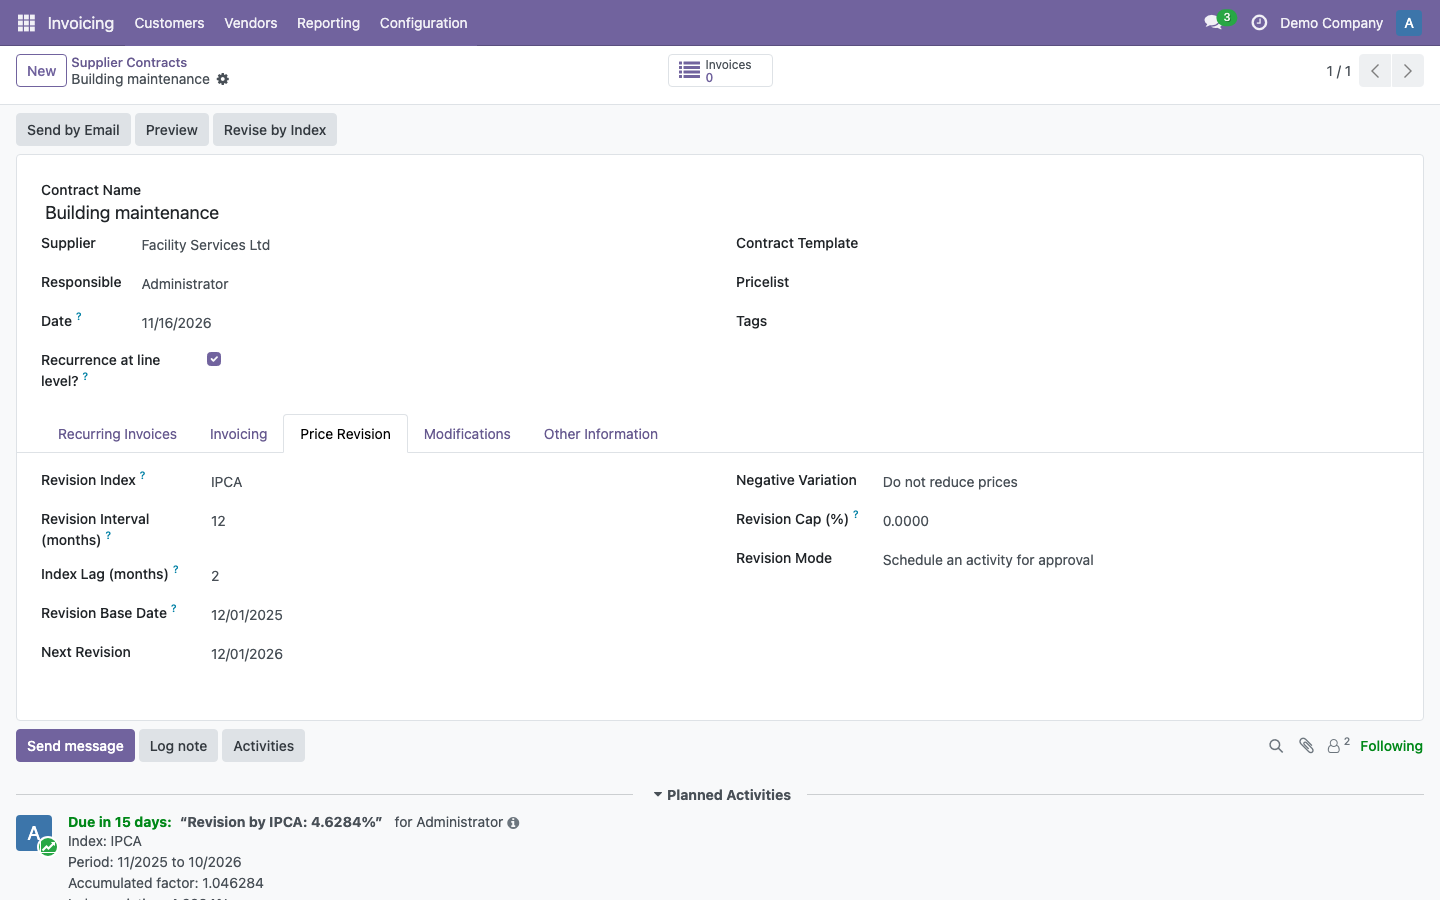 Invoicing Customers Vendors Reporting Configuration 3 Demo Company A
New
Supplier Contracts
Building maintenance
Invoices
0
1 / 1
Send by Email Preview Revise by Index
Contract Name
Building maintenance
Supplier Facility Services Ltd
Contract Template
Responsible Administrator
Pricelist
Date ? 11/16/2026
Tags
Recurrence at line
level? ?
Recurring Invoices Invoicing Price Revision Modifications Other Information
Revision Index ? IPCA
Negative Variation Do not reduce prices
Revision Interval
(months) ? 12
Revision Cap (%) ? 0.0000
Revision Mode Schedule an activity for approval
Index Lag (months) ? 2
Revision Base Date ? 12/01/2025
Next Revision 12/01/2026
Send message Log note Activities 2 Following
Planned Activities
A
Due in 15 days: “Revision by IPCA: 4.6284%” for Administrator
Index: IPCA
Period: 11/2025 to 10/2026
Accumulated factor: 1.046284